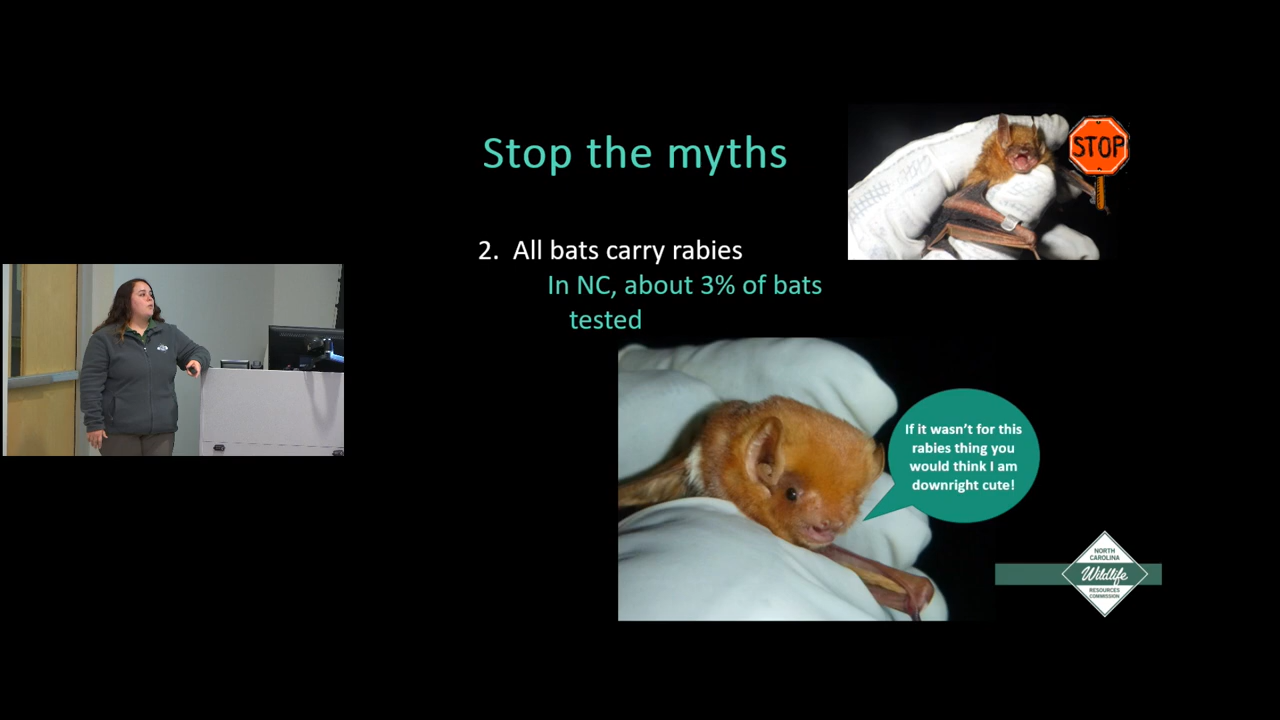 Stop the myths
STOP
2. All bats carry rabies
In NC, about 3% of bats
tested
If it wasn't for this
rabies thing you
would think I am
downright cute!
NORTH
CAROLINA
Wildlife
RESOURCES
COMMISSION